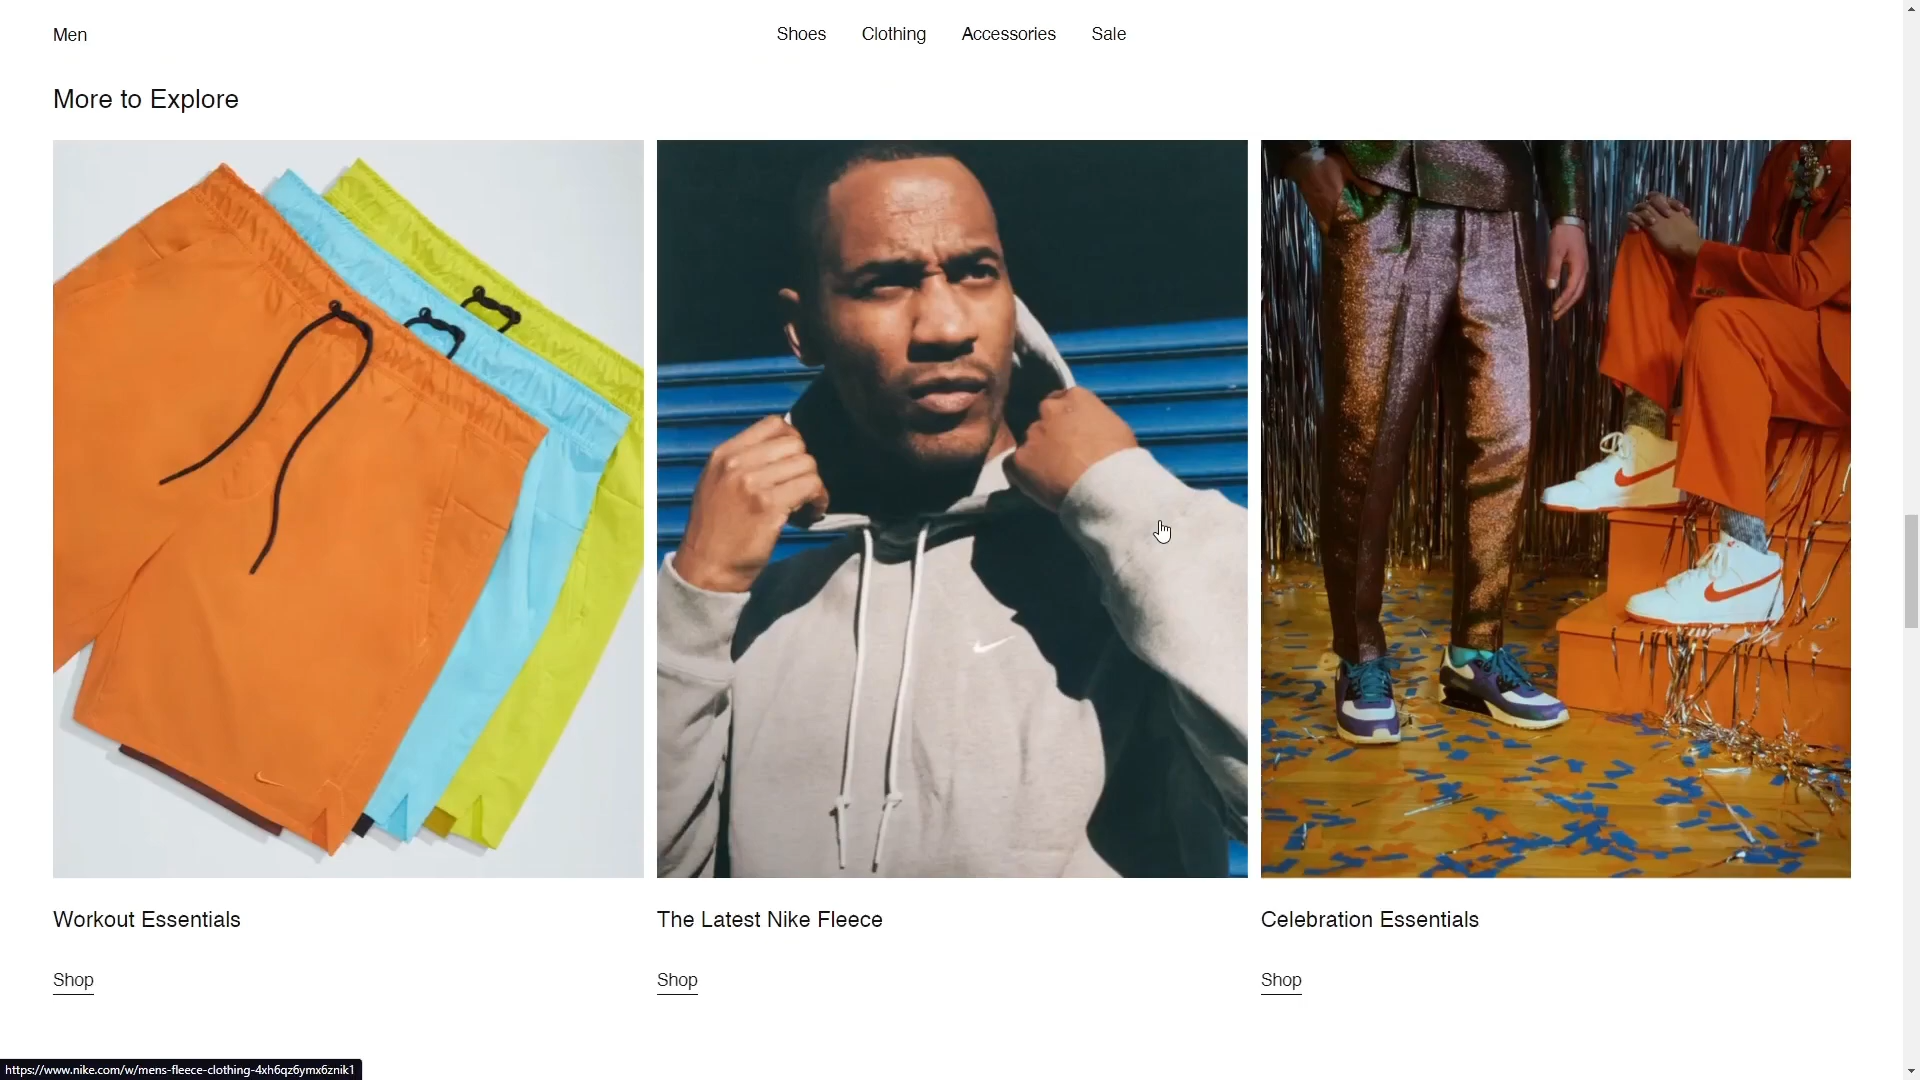 Men
Shoes Clothing Accessories Sale
More to Explore
Workout Essentials
The Latest Nike Fleece
Celebration Essentials
Shop
Shop
Shop
https://www.nike.com/w/mens-fleece-clothing-4xh6qz6ymx6znik1